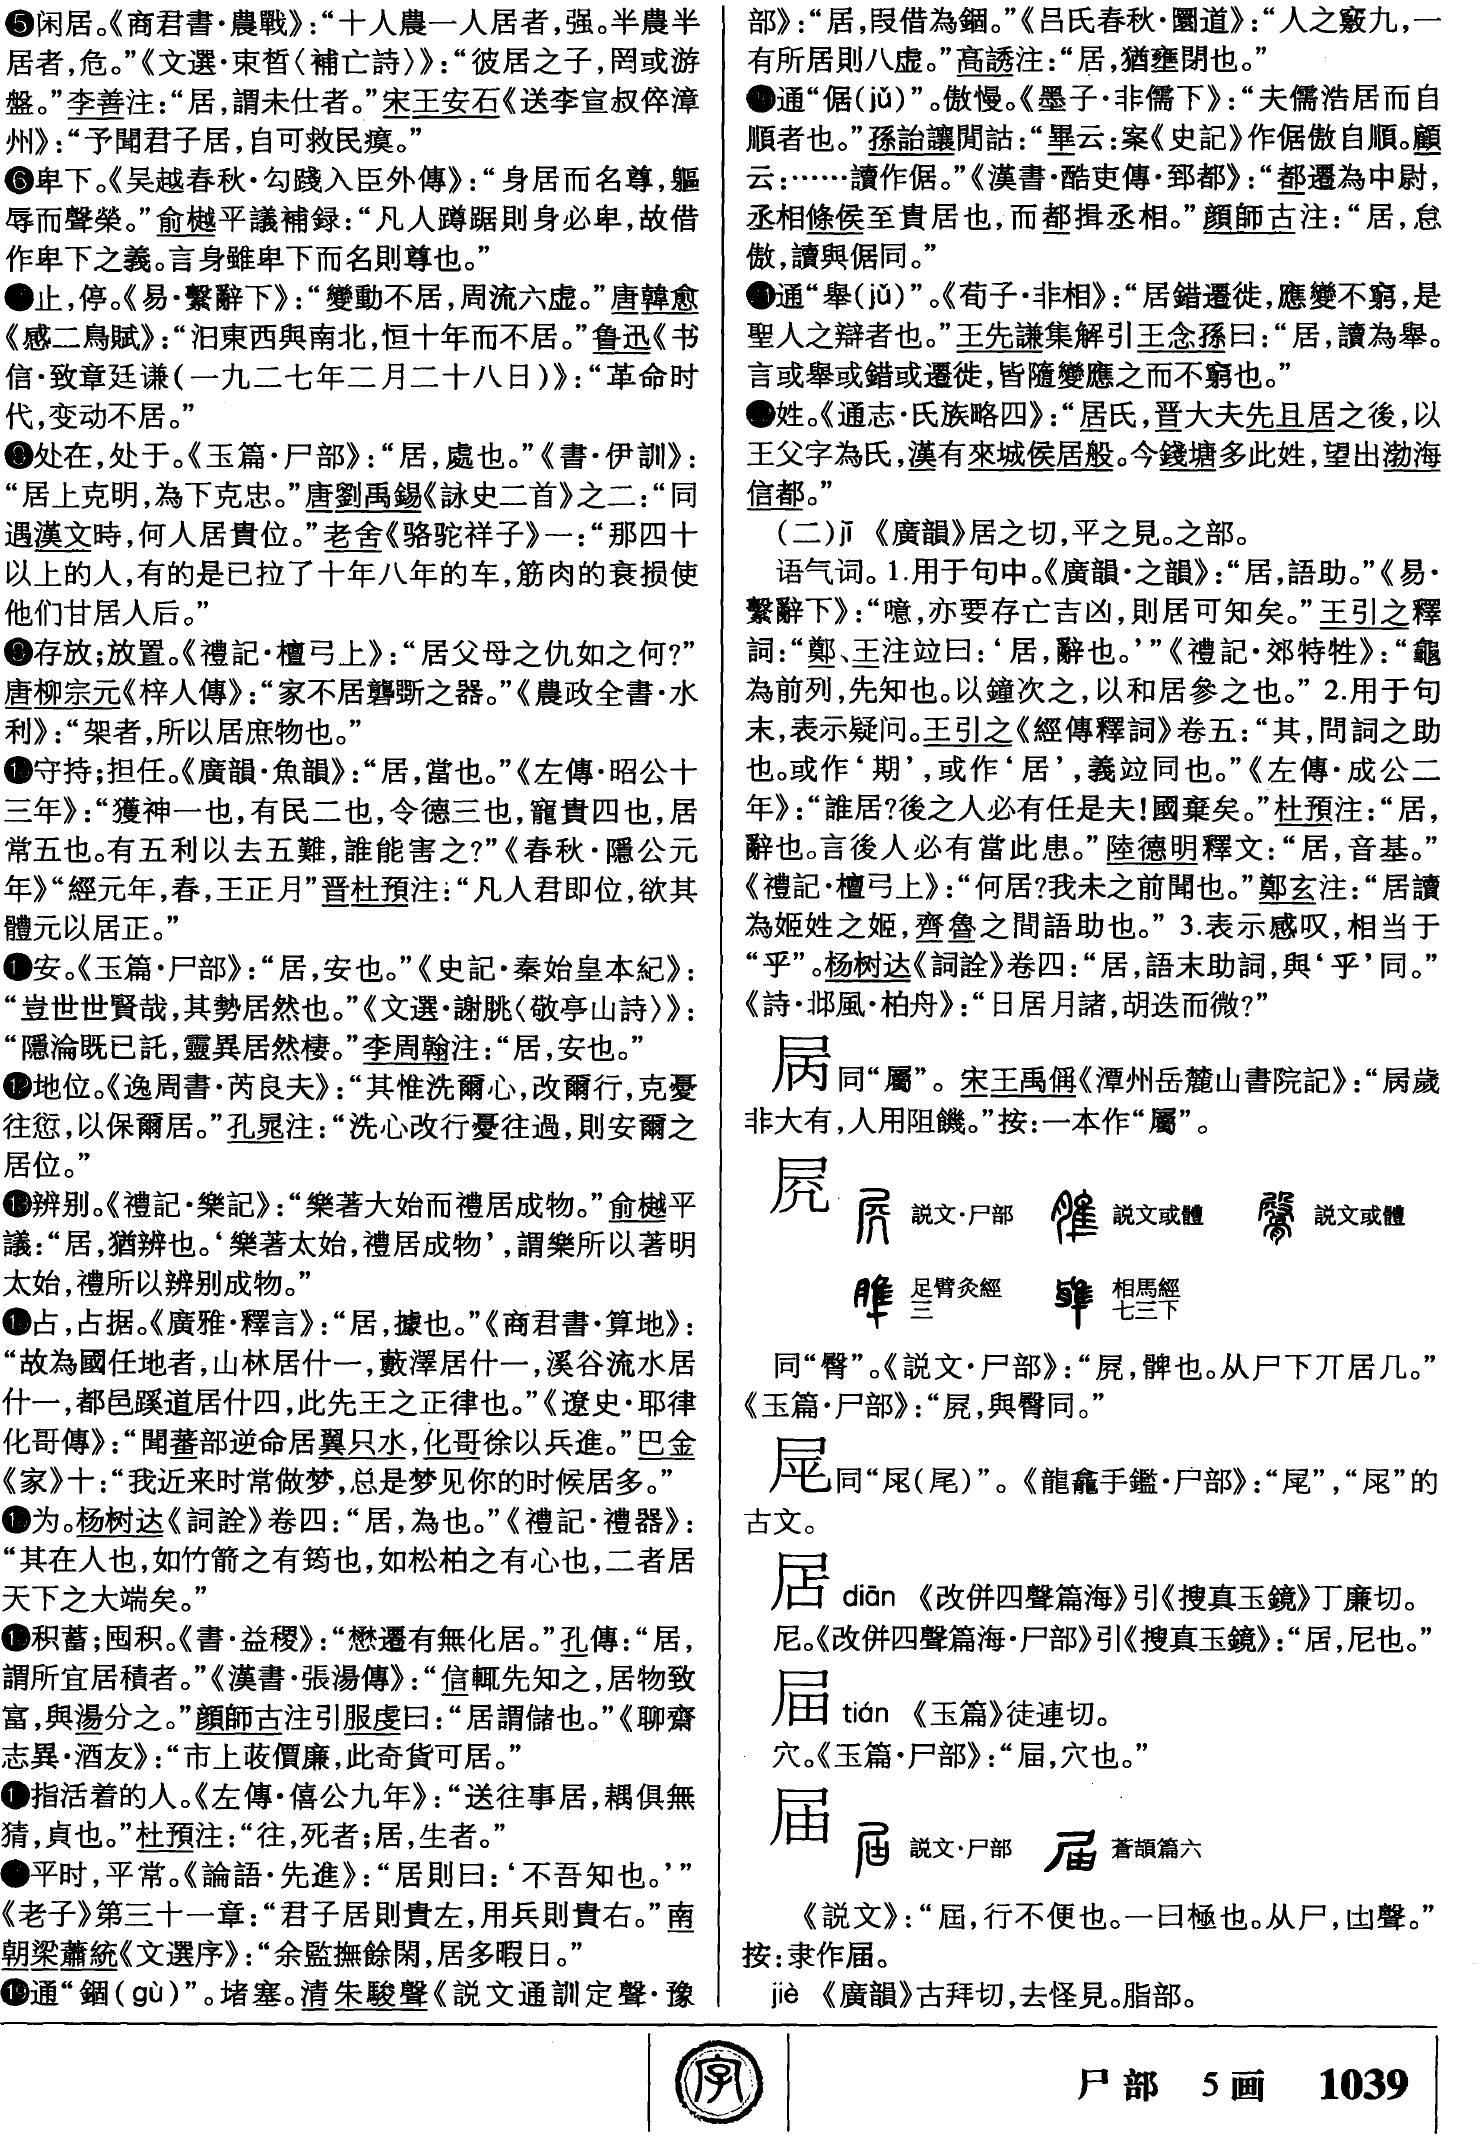 ❺闲居。《商君書·農戰》：“十人農一人居者，强。半農半
居者，危。”《文選·束晳〈補亡詩〉》：“彼居之子，罔或游
盤。”李善注：“居，謂未仕者。”宋王安石《送李宣叔倅漳
州》：“予聞君子居，自可救民瘼。”
❻卑下。《吴越春秋·勾踐入臣外傳》：“身居而名尊，軀
辱而聲榮。”俞樾平議補録：“凡人蹲踞則身必卑，故借
作卑下之義。言身雖卑下而名則尊也。”
止，停。《易·繫辭下》：“變動不居，周流六虚。”唐韓愈
《感二鳥賦》：“汩東西與南北，恒十年而不居。”鲁迅《书
信·致章廷谦（一九二七年二月二十八日）》：“革命时
代，变动不居。”
❽处在，处于。《玉篇·尸部》：“居，處也。”《書·伊訓》：
“居上克明，為下克忠。”唐劉禹錫《詠史二首》之二：“同
遇漢文時，何人居貴位。”老舍《骆驼祥子》一：“那四十
以上的人，有的是已拉了十年八年的车，筋肉的衰损使
他们甘居人后。”
❾存放；放置。《禮記·檀弓上》：“居父母之仇如之何？”
唐柳宗元《梓人傳》：“家不居礱斲之器。”《農政全書·水
利》：“架者，所以居庶物也。”
❿守持；担任。《廣韻·魚韻》：“居，當也。”《左傳·昭公十
三年》：“獲神一也，有民二也，令德三也，寵貴四也，居
常五也。有五利以去五難，誰能害之？”《春秋·隱公元
年》“經元年，春，王正月”晋杜預注：“凡人君即位，欲其
體元以居正。”
⓫安。《玉篇·尸部》：“居，安也。”《史記·秦始皇本紀》：
“豈世世賢哉，其勢居然也。”《文選·謝朓〈敬亭山詩〉》：
“隱淪既已託，靈異居然棲。”李周翰注：“居，安也。”
⓬地位。《逸周書·芮良夫》：“其惟洗爾心，改爾行，克憂
往愆，以保爾居。”孔晁注：“洗心改行憂往過，則安爾之
居位。”
⓭辨别。《禮記·樂記》：“樂著大始而禮居成物。”俞樾平
議：“居，猶辨也。‘樂著太始，禮居成物’，謂樂所以著明
太始，禮所以辨别成物。”
⓮占，占据。《廣雅·釋言》：“居，據也。”《商君書·算地》：
“故為國任地者，山林居什一，藪澤居什一，溪谷流水居
什一，都邑蹊道居什四，此先王之正律也。”《遼史·耶律
化哥傳》：“聞蕃部逆命居翼只水，化哥徐以兵進。”巴金
《家》十：“我近来时常做梦，总是梦见你的时候居多。”
⓯为。杨树达《詞詮》卷四：“居，為也。”《禮記·禮器》：
“其在人也，如竹箭之有筠也，如松柏之有心也，二者居
天下之大端矣。”
⓰积蓄；囤积。《書·益稷》：“懋遷有無化居。”孔傳：“居，
謂所宜居積者。”《漢書·張湯傳》：“信輒先知之，居物致
富，與湯分之。”顔師古注引服虔曰：“居謂儲也。”《聊齋
志異·酒友》：“市上荍價廉，此奇貨可居。”
⓱指活着的人。《左傳·僖公九年》：“送往事居，耦俱無
猜，貞也。”杜預注：“往，死者；居，生者。”
平时，平常。《論語·先進》：“居則曰：‘不吾知也。’”
《老子》第三十一章：“君子居則貴左，用兵則貴右。”南
朝梁蕭統《文選序》：“余監撫餘閑，居多暇日。”
⓳通“錮（gù）”。堵塞。清朱駿聲《説文通訓定聲·豫
部》：“居，叚借為錮。”《吕氏春秋·圜道》：“人之竅九，一
有所居則八虚。”高誘注：“居，猶壅閉也。”
通“倨（jǔ）”。傲慢。《墨子·非儒下》：“夫儒浩居而自
順者也。”孫詒讓閒詁：“畢云：案《史記》作倨傲自順。顧
云：……讀作倨。”《漢書·酷吏傳·郅都》：“都遷為中尉，
丞相條侯至貴居也，而都揖丞相。”顔師古注：“居，怠
傲，讀與倨同。”
通“舉（jǔ）”。《荀子·非相》：“居錯遷徙，應變不窮，是
聖人之辯者也。”王先謙集解引王念孫曰：“居，讀為舉。
言或舉或錯或遷徙，皆隨變應之而不窮也。”
姓。《通志·氏族略四》：“居氏，晋大夫先且居之後，以
王父字為氏，漢有來城侯居股。今錢塘多此姓，望出渤海
信都。”
（二）jī 《廣韻》居之切，平之見。之部。
语气词。1.用于句中。《廣韻·之韻》：“居，語助。”《易·
繫辭下》：“噫，亦要存亡吉凶，則居可知矣。”王引之釋
詞：“鄭、王注竝曰：‘居，辭也。’”《禮記·郊特牲》：“龜
為前列，先知也。以鐘次之，以和居參之也。” 2.用于句
末，表示疑问。王引之《經傳釋詞》卷五：“其，問詞之助
也。或作‘期’，或作‘居’，義竝同也。”《左傳·成公二
年》：“誰居？後之人必有任是夫！國棄矣。”杜預注：“居，
辭也。言後人必有當此患。”陸德明釋文：“居，音基。”
《禮記·檀弓上》：“何居？我未之前聞也。”鄭玄注：“居讀
為姬姓之姬，齊魯之間語助也。” 3.表示感叹，相当于
“乎”。杨树达《詞詮》卷四：“居，語末助詞，與‘乎’同。”
《詩·邶風·柏舟》：“日居月諸，胡迭而微？”
同“屬”。宋王禹偁《潭州岳麓山書院記》：“歲
非大有，人用阻饑。”按：一本作“屬”。
屍 説文·尸部 説文或體 説文或體
足臂灸經三 相馬經七三下
同“臀”。《説文·尸部》：“，髀也。从尸下丌居几。”
《玉篇·尸部》：“，與臀同。”
同“（尾）”。《龍龕手鑑·尸部》：“尾”，“”的
古文。
diān 《改併四聲篇海》引《搜真玉鏡》丁廉切。
尼。《改併四聲篇海·尸部》引《搜真玉鏡》：“，尼也。”
tián 《玉篇》徒連切。
穴。《玉篇·尸部》：“，穴也。”
届 説文·尸部 蒼頡篇六
《説文》：“屆，行不便也。一曰極也。从尸，凷聲。”
按：隶作届。
jiè 《廣韻》古拜切，去怪見。脂部。
字
尸部 5画 1039